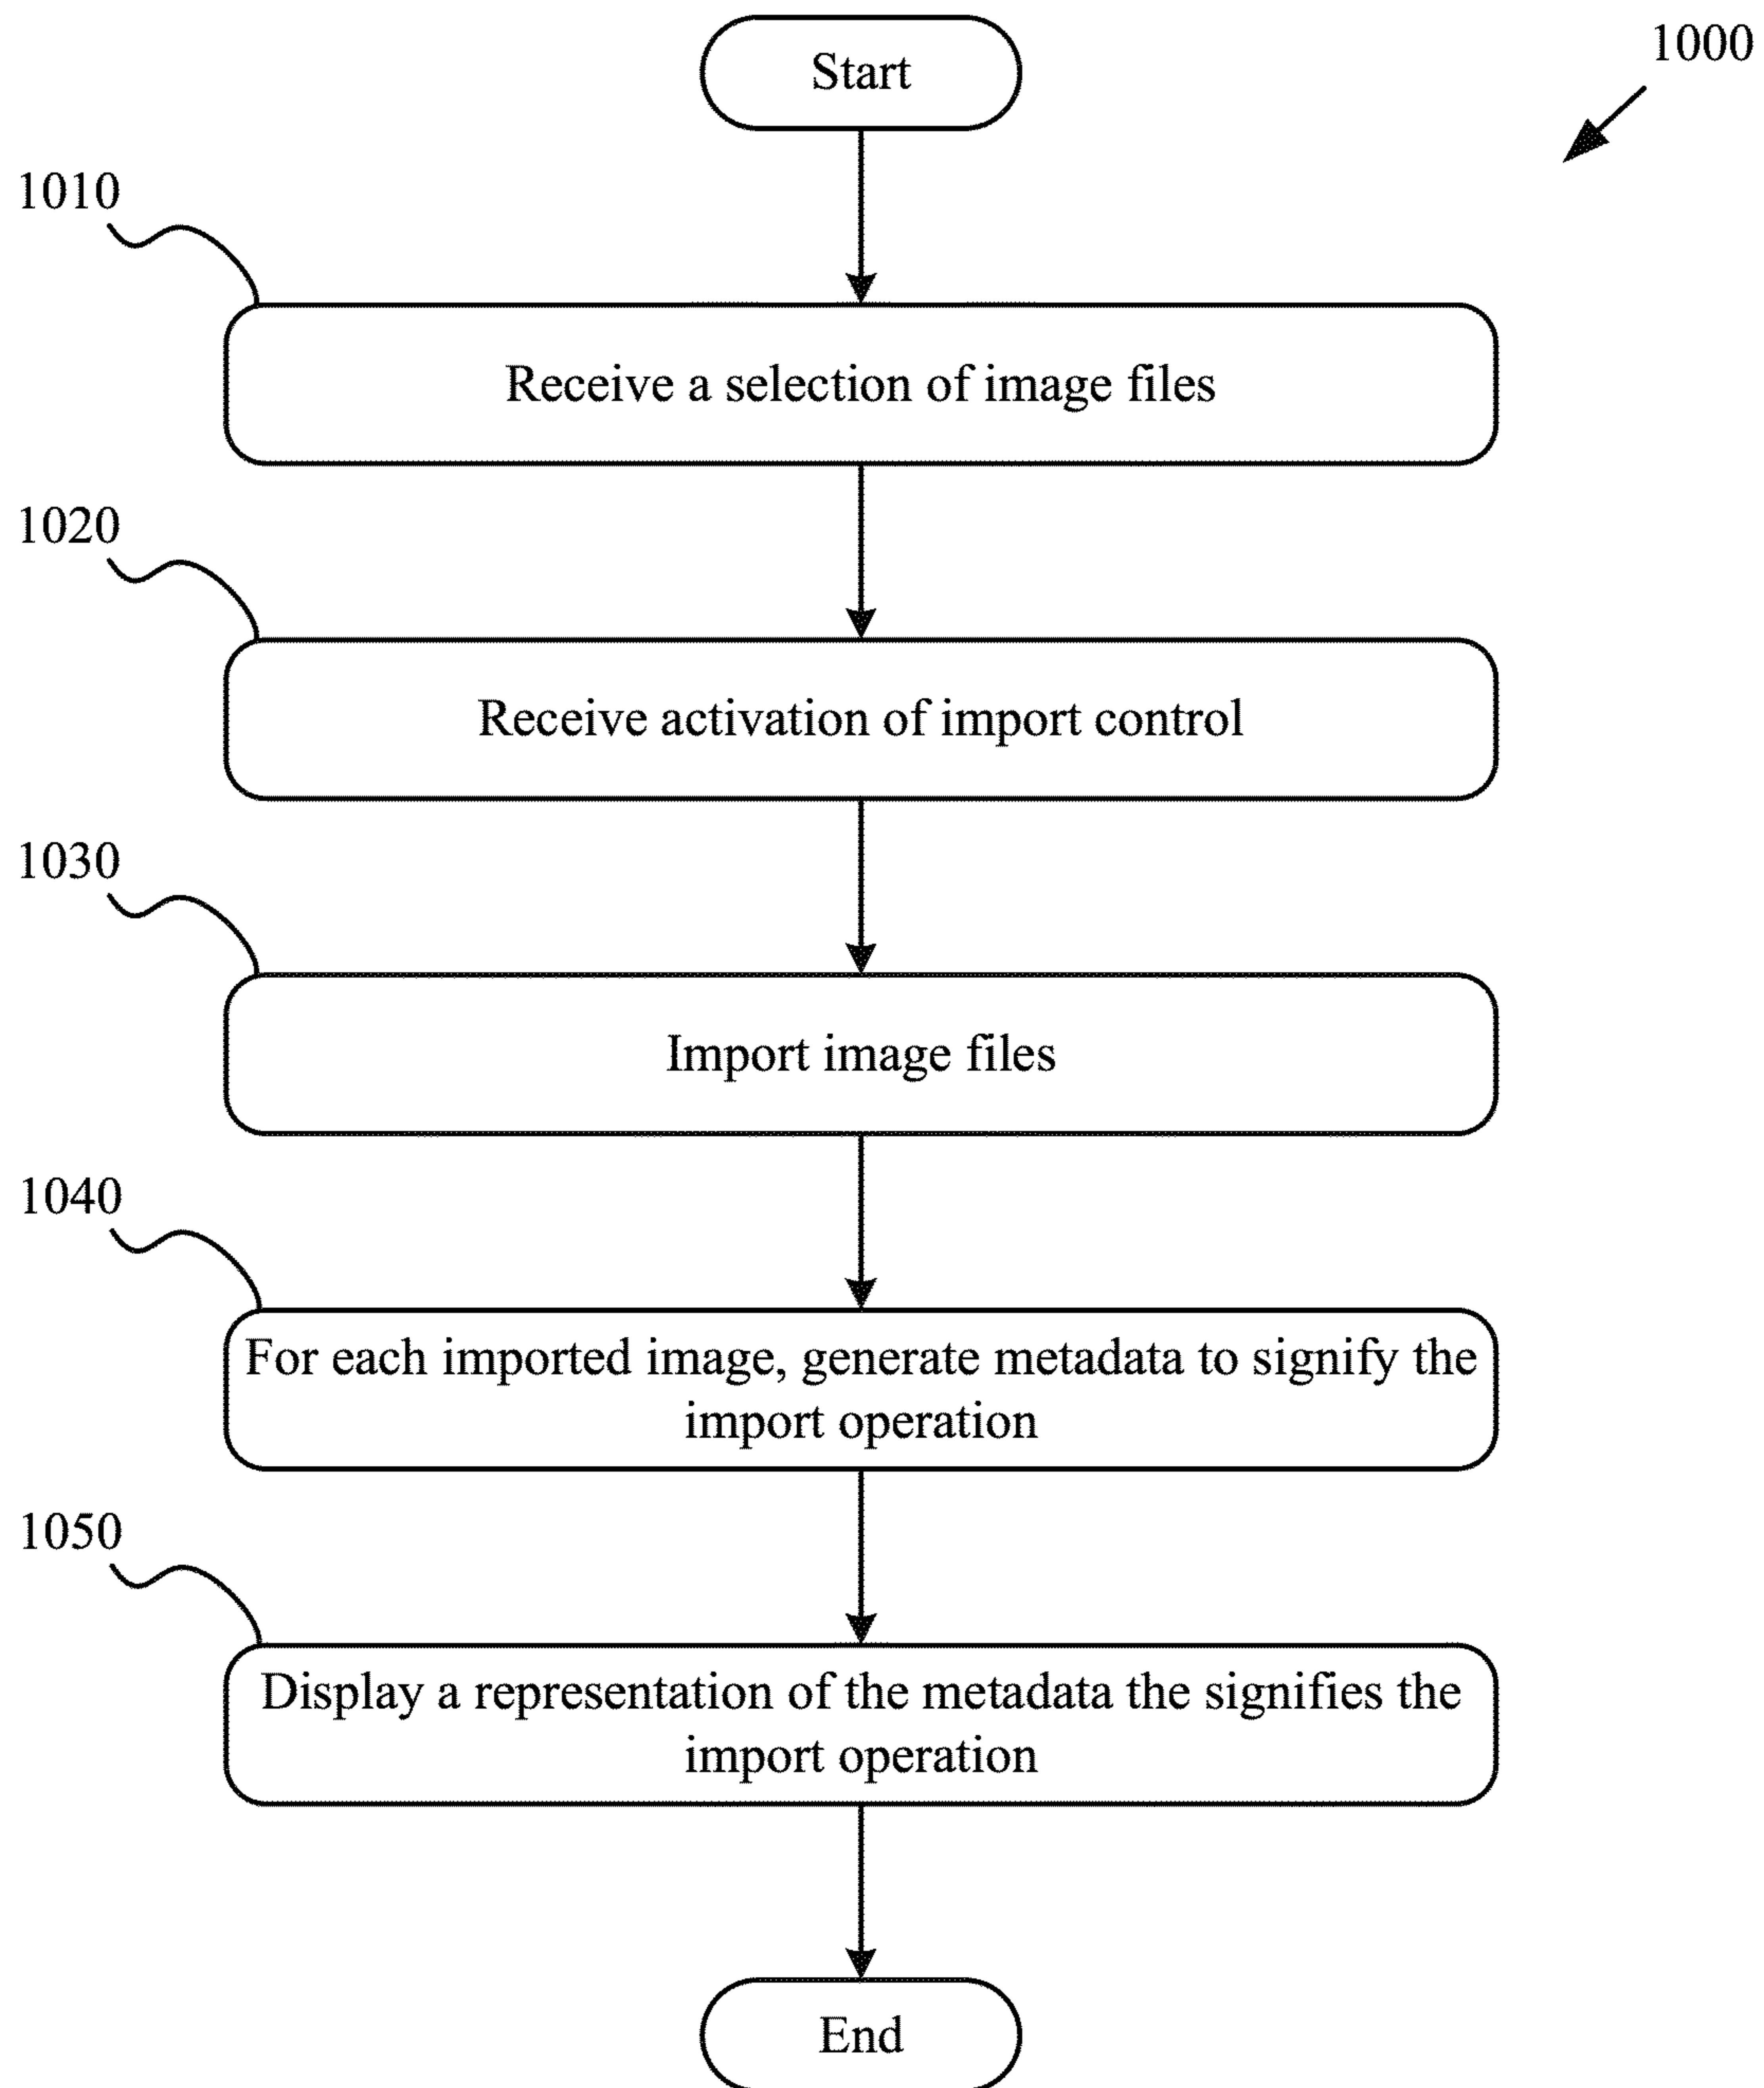 Start
1000
1010
Receive a selection of image files
1020
Receive activation of import control
1030
Import image files
1040
For each imported image, generate metadata to signify the
import operation
1050
Display a representation of the metadata the signifies the
import operation
End